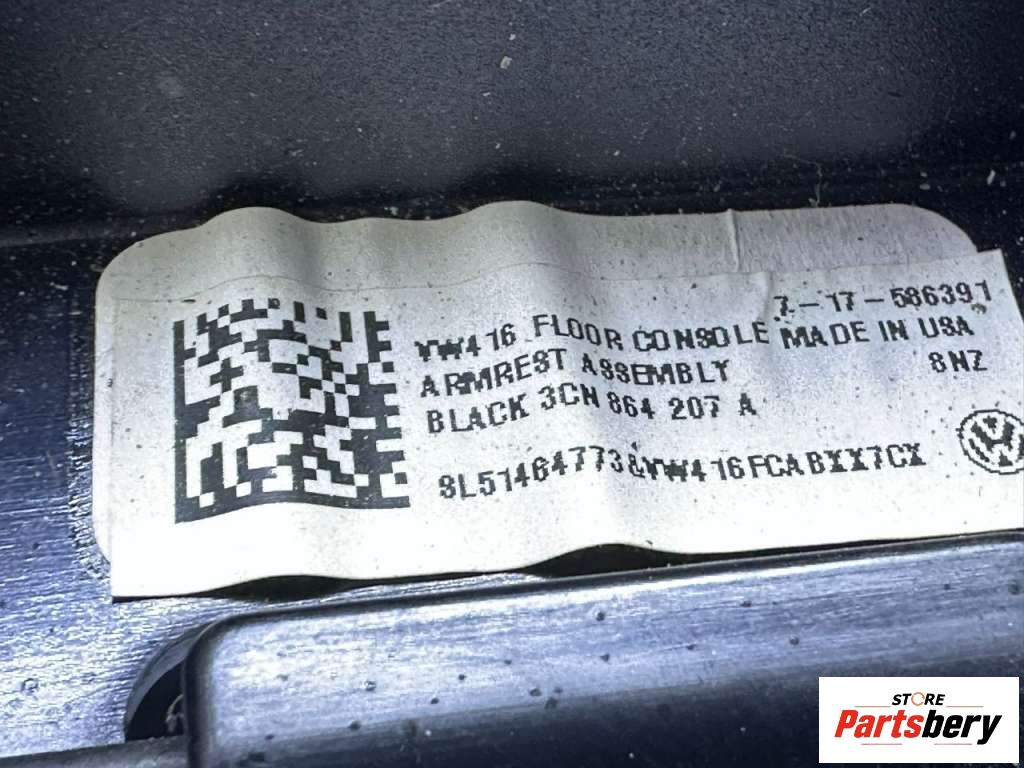 7-17-586391
VW416 FLOOR CONSOLE MADE IN USA
ARMREST ASSEMBLY 8NZ
BLACK 3CN 864 207 A
3L51464773&VW416FCABXX7CX
STORE
Partsbery